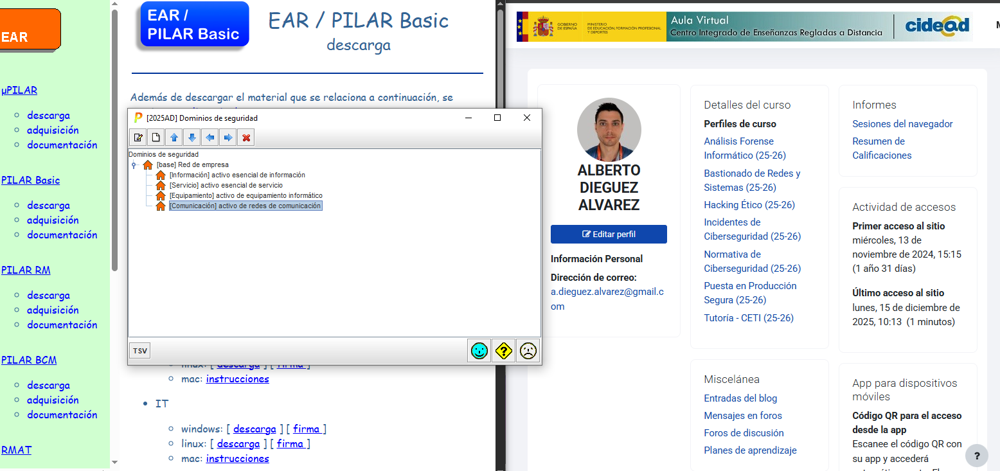 EAR
µPILAR
descarga
adquisición
documentación
PILAR Basic
descarga
adquisición
documentación
PILAR RM
descarga
adquisición
documentación
PILAR BCM
descarga
adquisición
documentación
RMAT
EAR /
PILAR Basic
EAR / PILAR Basic
descarga
Además de descargar el material que se relaciona a continuación, se
[2025AD] Dominios de seguridad
Dominios de seguridad
[base] Red de empresa
[Información] activo esencial de información
[Servicio] activo esencial de servicio
[Equipamiento] activo de equipamiento informático
[Comunicación] activo de redes de comunicación
TSV
linux: [ descarga ] [ firma ]
mac: instrucciones
IT
windows: [ descarga ] [ firma ]
linux: [ descarga ] [ firma ]
mac: instrucciones
GOBIERNO
DE ESPAÑA
MINISTERIO
DE EDUCACIÓN, FORMACIÓN PROFESIONAL
Y DEPORTES
Aula Virtual
Centro Integrado de Enseñanzas Regladas a Distancia
cidead
ALBERTO
DIEGUEZ
ALVAREZ
Editar perfil
Información Personal
Dirección de correo:
a.dieguez.alvarez@gmail.c
om
Detalles del curso
Perfiles de curso
Análisis Forense
Informático (25-26)
Bastionado de Redes y
Sistemas (25-26)
Hacking Ético (25-26)
Incidentes de
Ciberseguridad (25-26)
Normativa de
Ciberseguridad (25-26)
Puesta en Producción
Segura (25-26)
Tutoría - CETI (25-26)
Miscelánea
Entradas del blog
Mensajes en foros
Foros de discusión
Planes de aprendizaje
Informes
Sesiones del navegador
Resumen de
Calificaciones
Actividad de accesos
Primer acceso al sitio
miércoles, 13 de
noviembre de 2024, 15:15
(1 año 31 días)
Último acceso al sitio
lunes, 15 de diciembre de
2025, 10:13 (1 minutos)
App para dispositivos
móviles
Código QR para el acceso
desde la app
Escanee el código QR con
su app y accederá
?